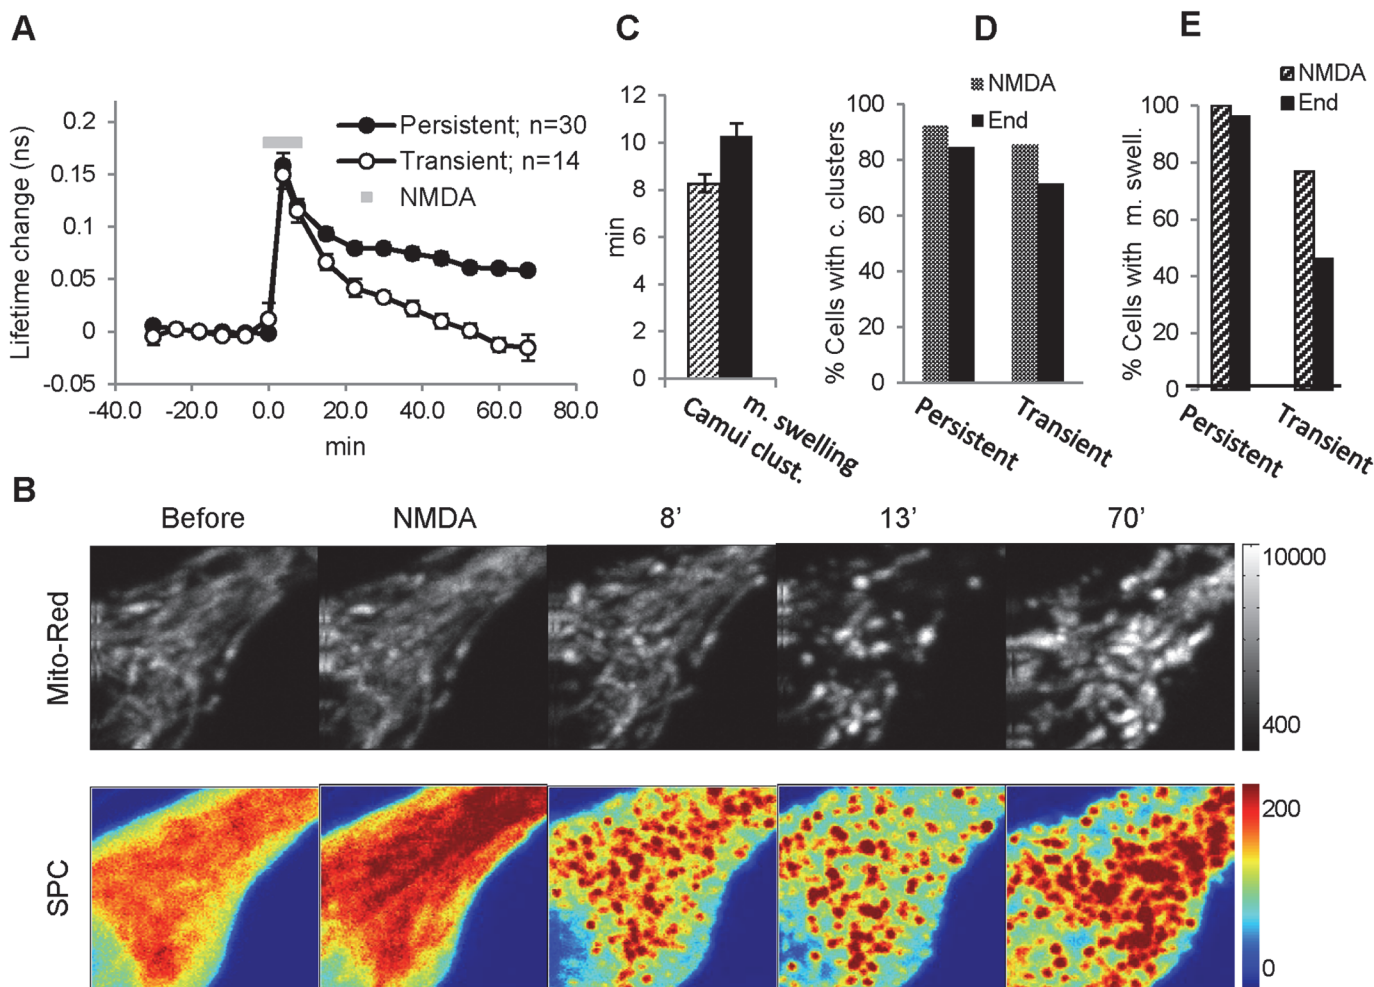 A
Lifetime change (ns)
0.2
0.15
0.1
0.05
0
-0.05
-40.0 -20.0 0.0 20.0 40.0 60.0 80.0
min
Persistent; n=30
Transient; n=14
NMDA
C
min
12
10
8
6
4
2
0
Camui clust.
m. swelling
D
NMDA
End
% Cells with c. clusters
100
80
60
40
20
0
Persistent
Transient
E
NMDA
End
% Cells with m. swell.
100
80
60
40
20
0
Persistent
Transient
B
Before NMDA 8’ 13’ 70’
Mito-Red
10000
400
SPC
200
0